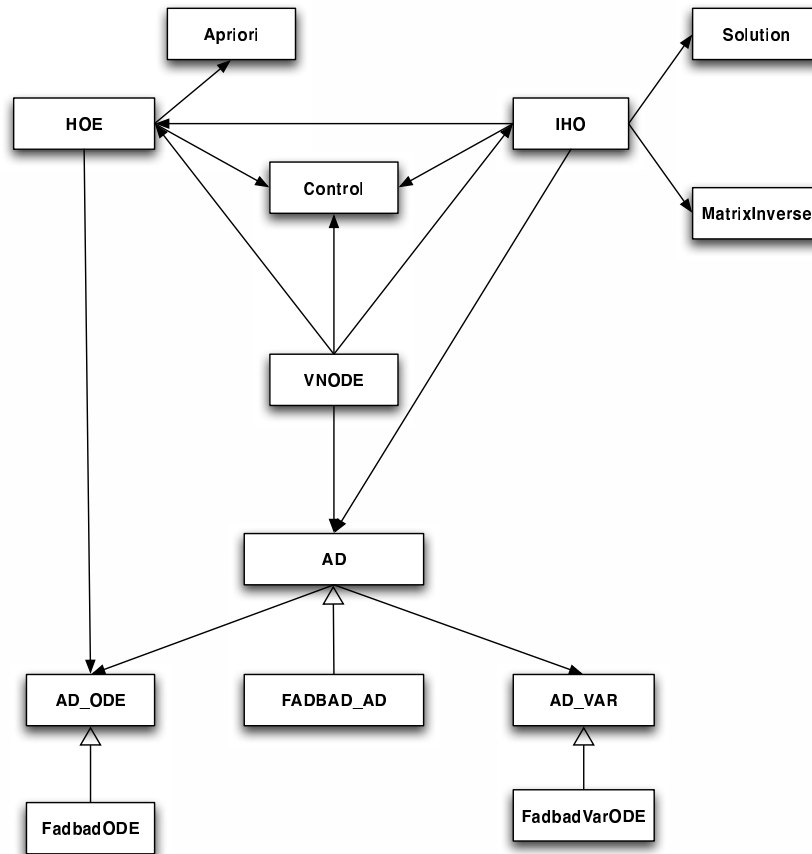 Apriori
Solution
HOE
IHO
Control
MatrixInverse
VNODE
AD
AD_ODE
FADBAD_AD
AD_VAR
FadbadODE
FadbadVarODE